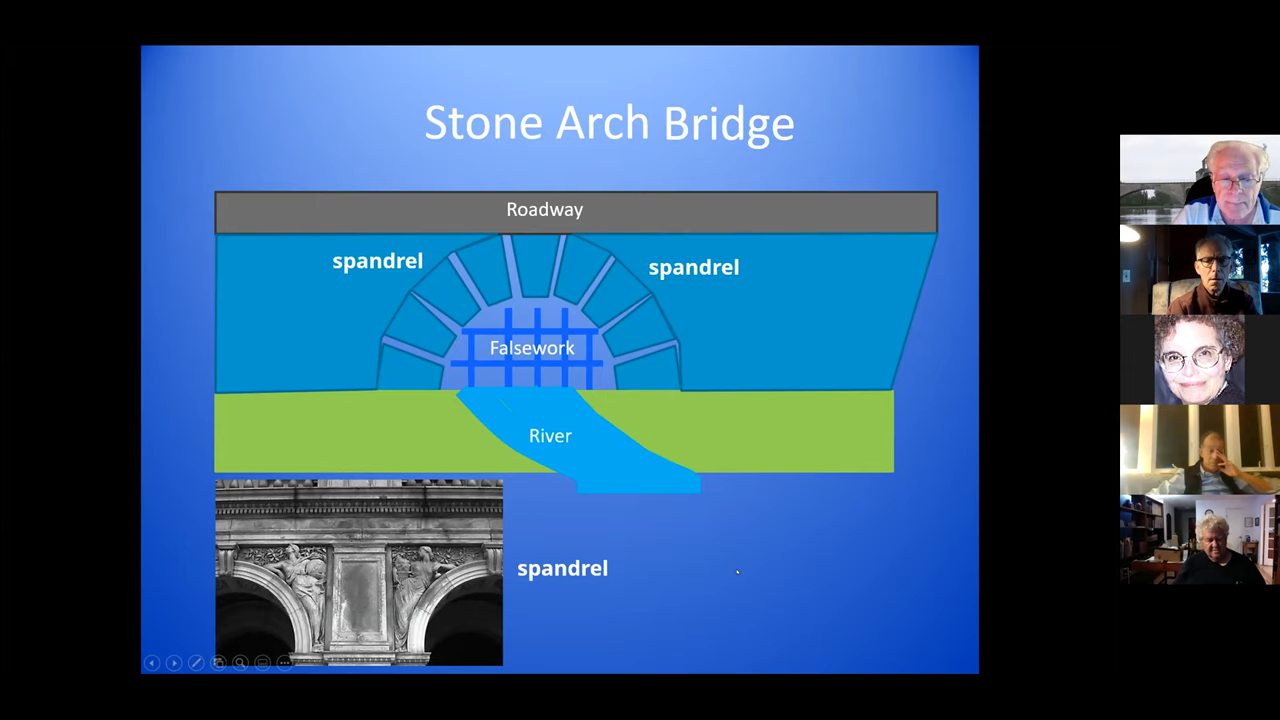 Stone Arch Bridge
Roadway
spandrel
spandrel
Falsework
River
spandrel